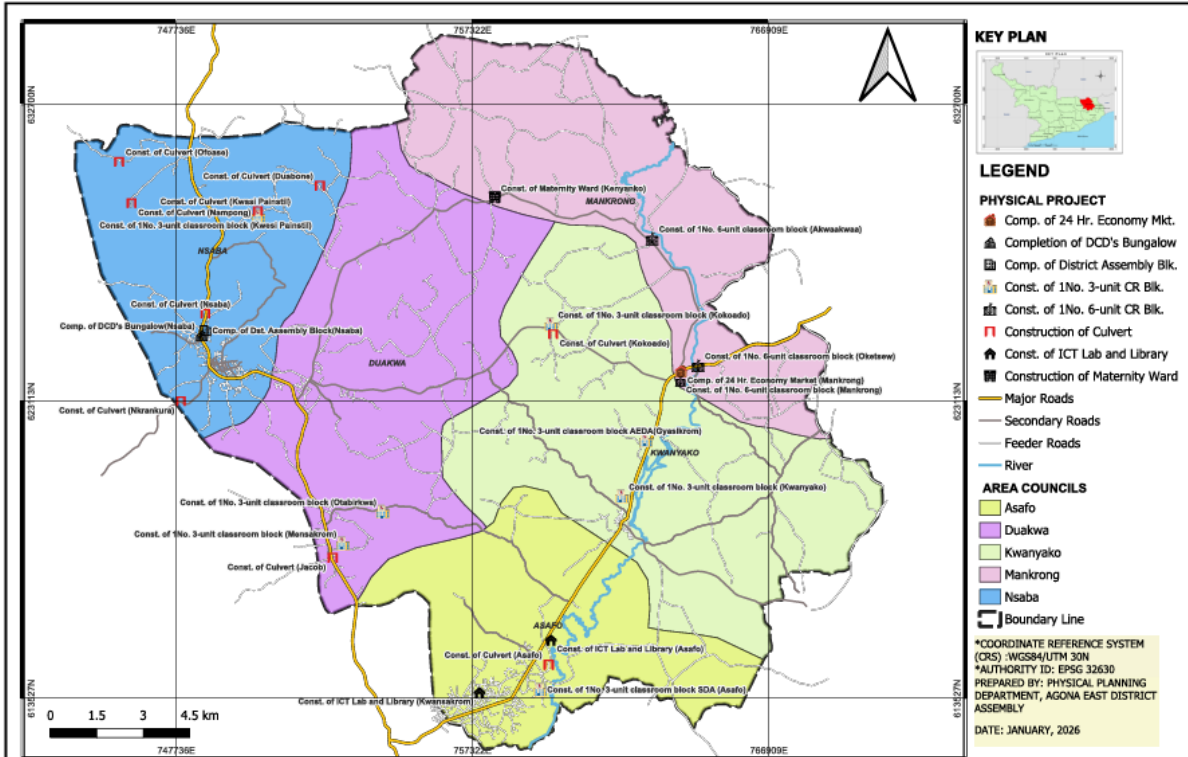 747736E
757322E
766909E
632700N
632700N
Const. of Culvert (Ofoase)
Const. of Culvert (Duabone)
Const. of Culvert (Kwesi Painstil)
Const. of Culvert (Nampong)
Const. of 1No. 3-unit classroom block (Kwesi Painstil)
NSABA
Const. of Maternity Ward (Kenyanko)
MANKRONG
Const. of 1No. 6-unit classroom block (Akwaakwaa)
Const. of Culvert (Nsaba)
Comp. of DCD's Bungalow(Nsaba)
Comp. of Dst. Assembly Block(Nsaba)
Const. of 1No. 3-unit classroom block (Kokoado)
Const. of Culvert (Kokoado)
DUAKWA
Const. of 1No. 6-unit classroom block (Oketsew)
Comp. of 24 Hr. Economy Market (Mankrong)
Const. of 1No. 6-unit classroom block (Mankrong)
623113N
623113N
Const. of Culvert (Nkrankura)
Const. of 1No. 3-unit classroom block AEDA(Gyasikrom)
KWANYAKO
Const. of 1No. 3-unit classroom block (Kwanyako)
Const. of 1No. 3-unit classroom block (Otabirkwa)
Const. of 1No. 3-unit classroom block (Mensakrom)
Const. of Culvert (Jacob)
ASAFO
Const. of ICT Lab and Library (Asafo)
Const. of Culvert (Asafo)
Const. of 1No. 3-unit classroom block SDA (Asafo)
Const. of ICT Lab and Library (Kwansakrom)
613527N
613527N
0 1.5 3 4.5 km
747736E
757322E
766909E
KEY PLAN
LEGEND
PHYSICAL PROJECT
Comp. of 24 Hr. Economy Mkt.
Completion of DCD's Bungalow
Comp. of District Assembly Blk.
Const. of 1No. 3-unit CR Blk.
Const. of 1No. 6-unit CR Blk.
Construction of Culvert
Const. of ICT Lab and Library
Construction of Maternity Ward
Major Roads
Secondary Roads
Feeder Roads
River
AREA COUNCILS
Asafo
Duakwa
Kwanyako
Mankrong
Nsaba
Boundary Line
*COORDINATE REFERENCE SYSTEM
(CRS) :WGS84/UTM 30N
*AUTHORITY ID: EPSG 32630
PREPARED BY: PHYSICAL PLANNING
DEPARTMENT, AGONA EAST DISTRICT
ASSEMBLY
DATE: JANUARY, 2026